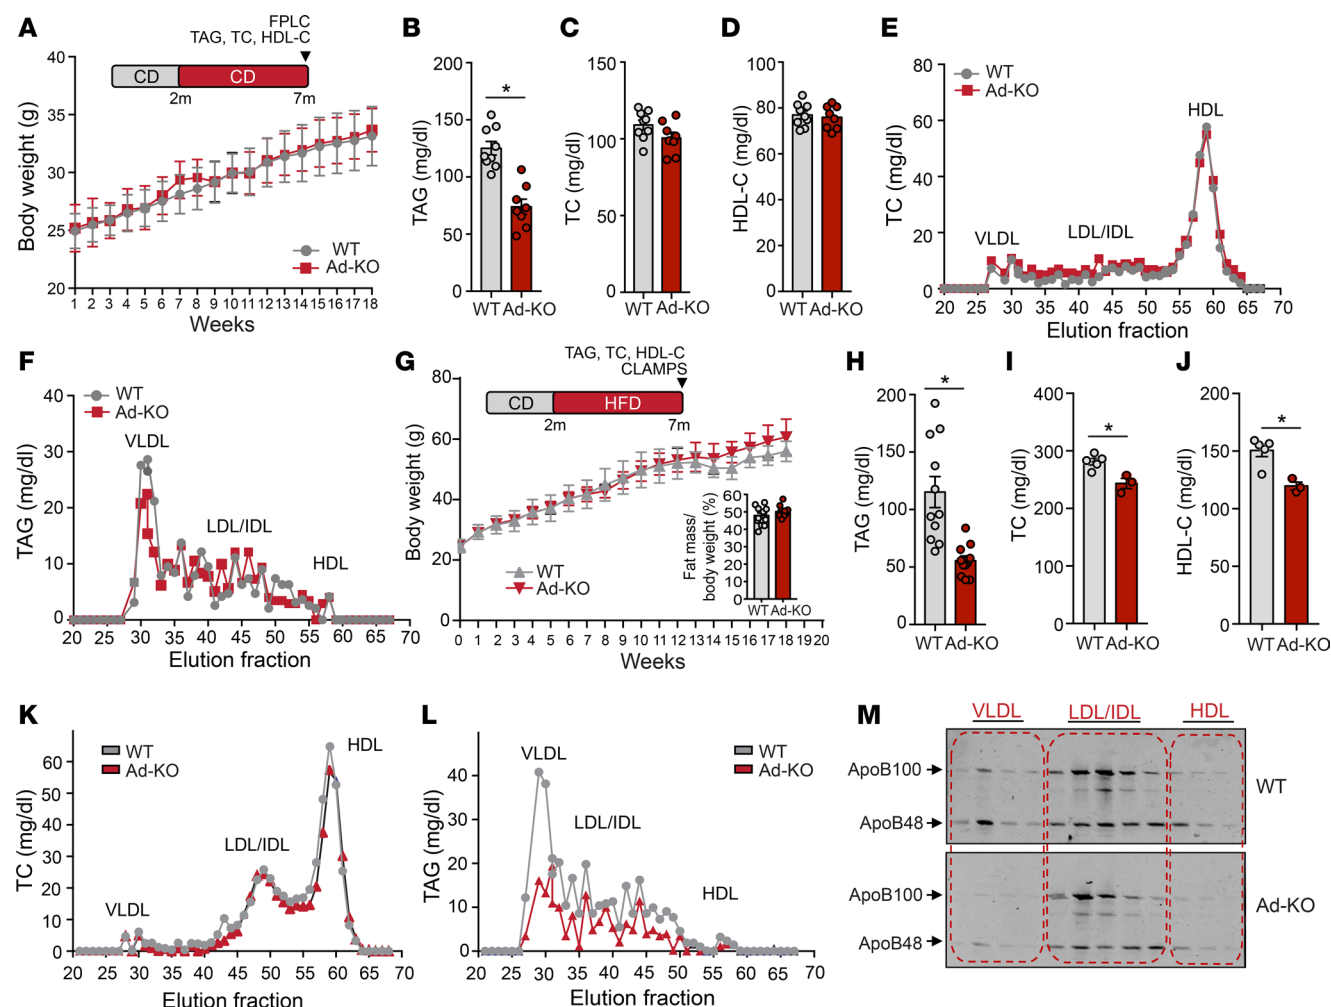 A
FPLC
TAG, TC, HDL-C
CD
CD
2m
7m
Body weight (g)
40
35
30
25
20
WT
Ad-KO
1 2 3 4 5 6 7 8 9 10 11 12 13 14 15 16 17 18
Weeks
B
TAG (mg/dl)
200
150
100
50
0
*
WT Ad-KO
C
TC (mg/dl)
150
100
50
0
WT Ad-KO
D
HDL-C (mg/dl)
100
80
60
40
20
0
WT Ad-KO
E
WT
Ad-KO
TC (mg/dl)
80
60
40
20
0
VLDL
LDL/IDL
HDL
20 25 30 35 40 45 50 55 60 65 70
Elution fraction
F
WT
Ad-KO
TAG (mg/dl)
40
30
20
10
0
VLDL
LDL/IDL
HDL
20 25 30 35 40 45 50 55 60 65 70
Elution fraction
G
TAG, TC, HDL-C
CLAMPS
CD
HFD
2m
7m
Body weight (g)
80
60
40
20
0
WT
Ad-KO
Fat mass/
body weight (%)
60
50
40
30
20
10
0
WT Ad-KO
0 1 2 3 4 5 6 7 8 9 10 11 12 13 14 15 16 17 18 19 20
Weeks
H
TAG (mg/dl)
200
150
100
50
0
*
WT Ad-KO
I
TC (mg/dl)
400
300
200
100
0
*
WT Ad-KO
J
HDL-C (mg/dl)
200
150
100
50
0
*
WT Ad-KO
K
WT
Ad-KO
TC (mg/dl)
60
50
40
30
20
10
0
VLDL
LDL/IDL
HDL
20 30 40 50 60 70
Elution fraction
L
WT
Ad-KO
TAG (mg/dl)
40
30
20
10
0
VLDL
LDL/IDL
HDL
20 25 30 35 40 45 50 55 60 65 70
Elution fraction
M
VLDL LDL/IDL HDL
ApoB100
ApoB48
WT
ApoB100
ApoB48
Ad-KO